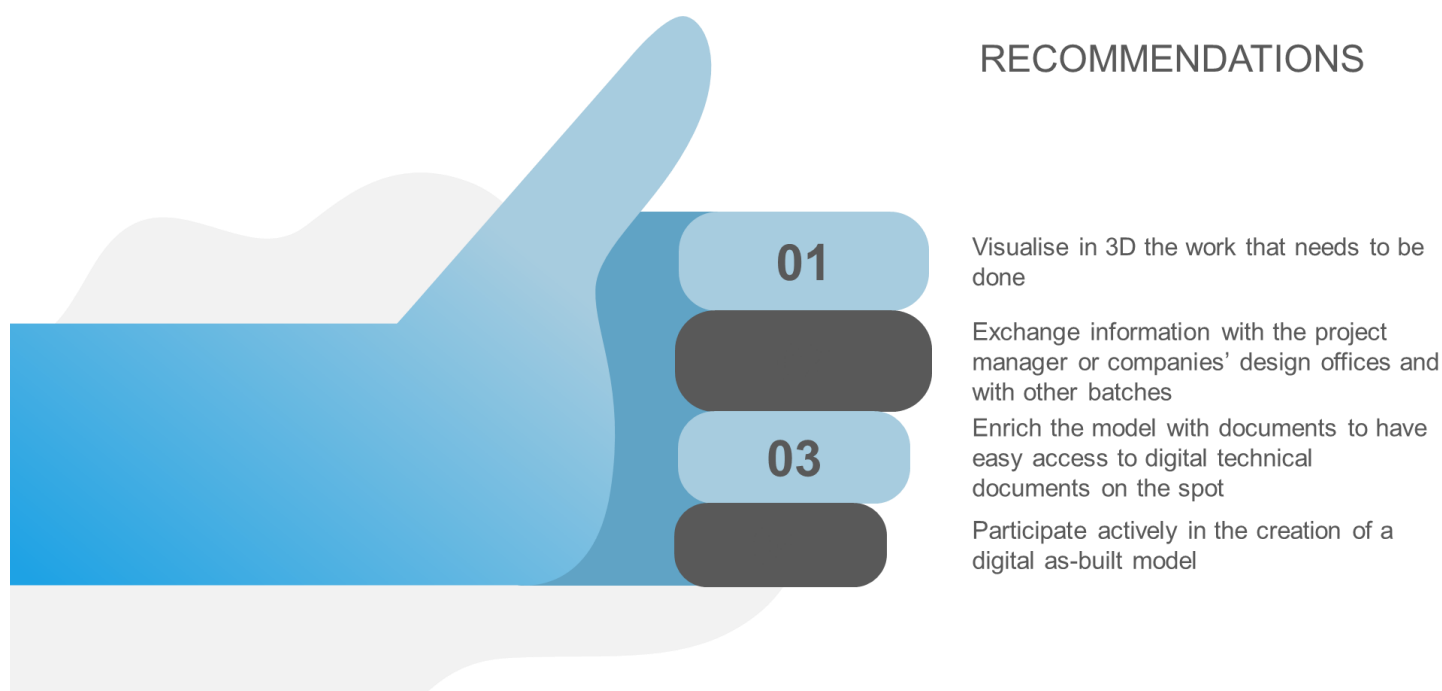 RECOMMENDATIONS
01
Visualise in 3D the work that needs to be
done
Exchange information with the project
manager or companies’ design offices and
with other batches
03
Enrich the model with documents to have
easy access to digital technical
documents on the spot
Participate actively in the creation of a
digital as-built model